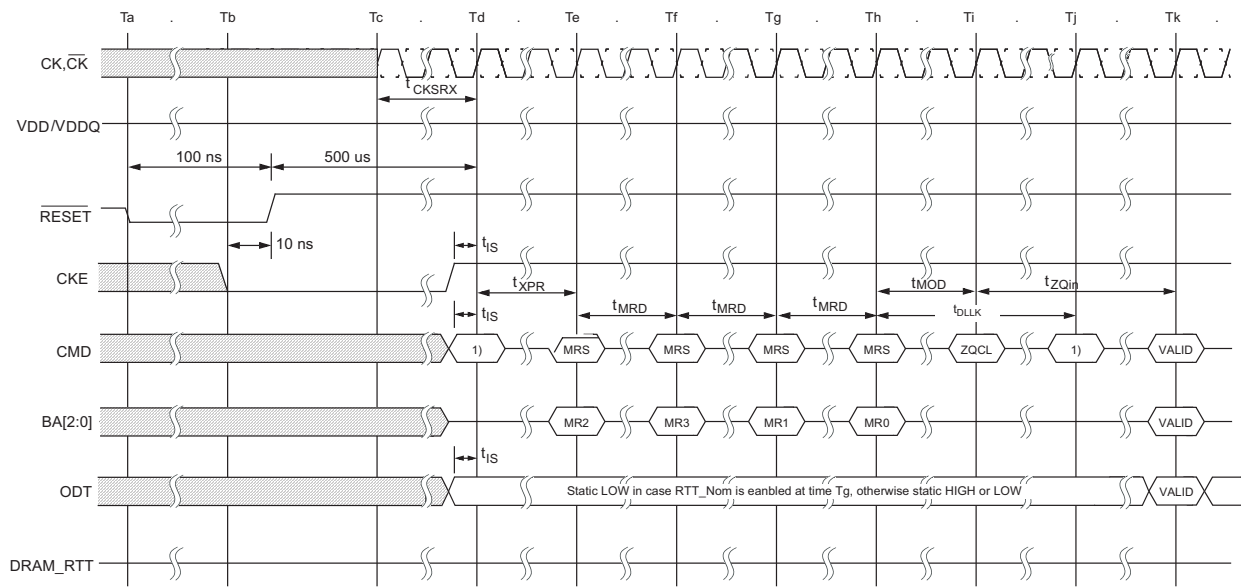 Ta . Tb . Tc . Td . Te . Tf . Tg . Th . Ti . Tj . Tk .
CK,CK
tCKSRX
VDD/VDDQ
100 ns 500 us
RESET
10 ns tIS
CKE
tXPR tMOD tZQin
tMRD tMRD tMRD tDLLK
tIS
CMD 1) MRS MRS MRS MRS ZQCL 1) VALID
BA[2:0] MR2 MR3 MR1 MR0 VALID
tIS
ODT Static LOW in case RTT_Nom is eanbled at time Tg, otherwise static HIGH or LOW VALID
DRAM_RTT